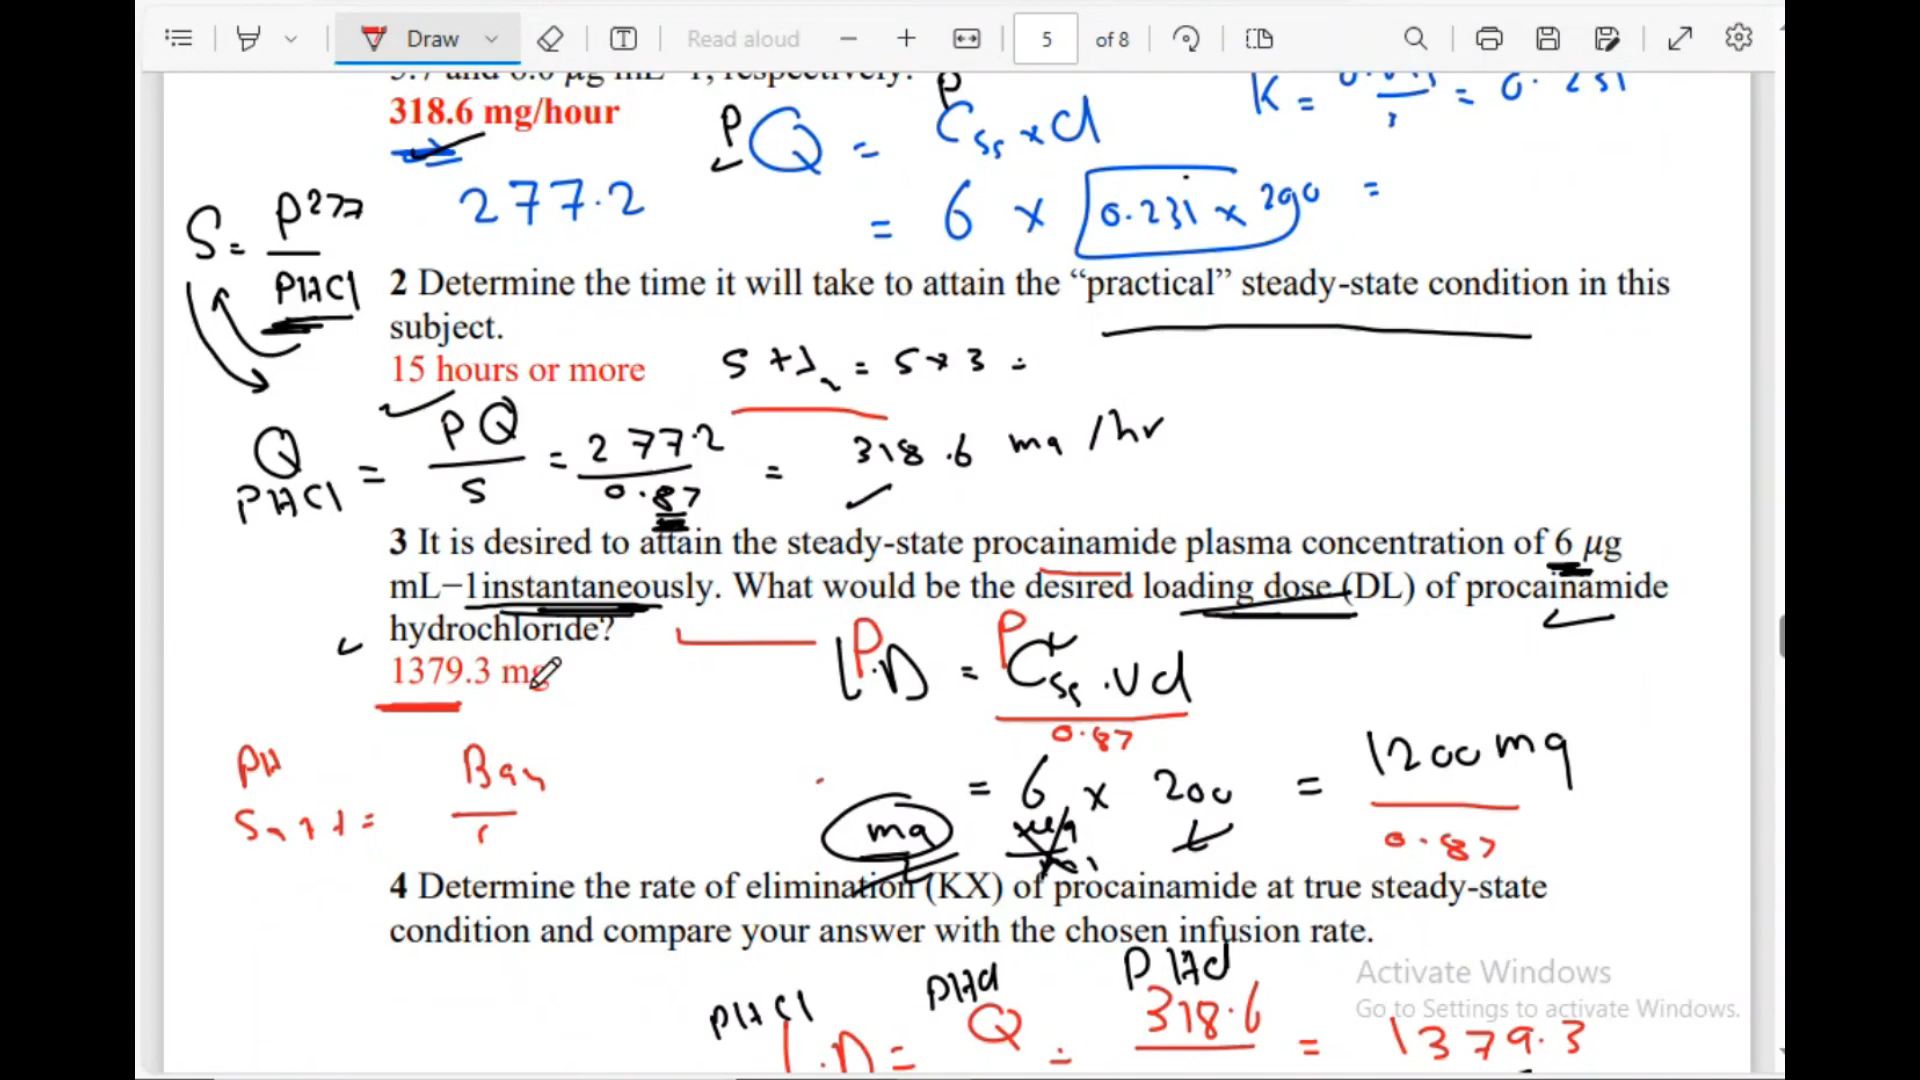 Draw
Read aloud
5 of 8
318.6 mg/hour
K = = 0.231
P Q = P Css x cl
277.2
= 6 x 0.231 x 290 =
S = P 277
PHCl
2 Determine the time it will take to attain the “practical” steady-state condition in this
subject.
15 hours or more
5 t½ = 5 * 3 =
Q PHCl = PQ / S = 277.2 / 0.87 = 318.6 mg /hr
3 It is desired to attain the steady-state procainamide plasma concentration of 6 µg
mL−1instantaneously. What would be the desired loading dose (DL) of procainamide
hydrochloride?
1379.3 mg
L.D = P Css . Vd
0.87
PH
Salt =
= 6 x 200 = 1200 mg
mg
0.87
4 Determine the rate of elimination (KX) of procainamide at true steady-state
condition and compare your answer with the chosen infusion rate.
Activate Windows
Go to Settings to activate Windows.
PHCl PHCl PHCl
L.D = Q = 318.6 = 1379.3